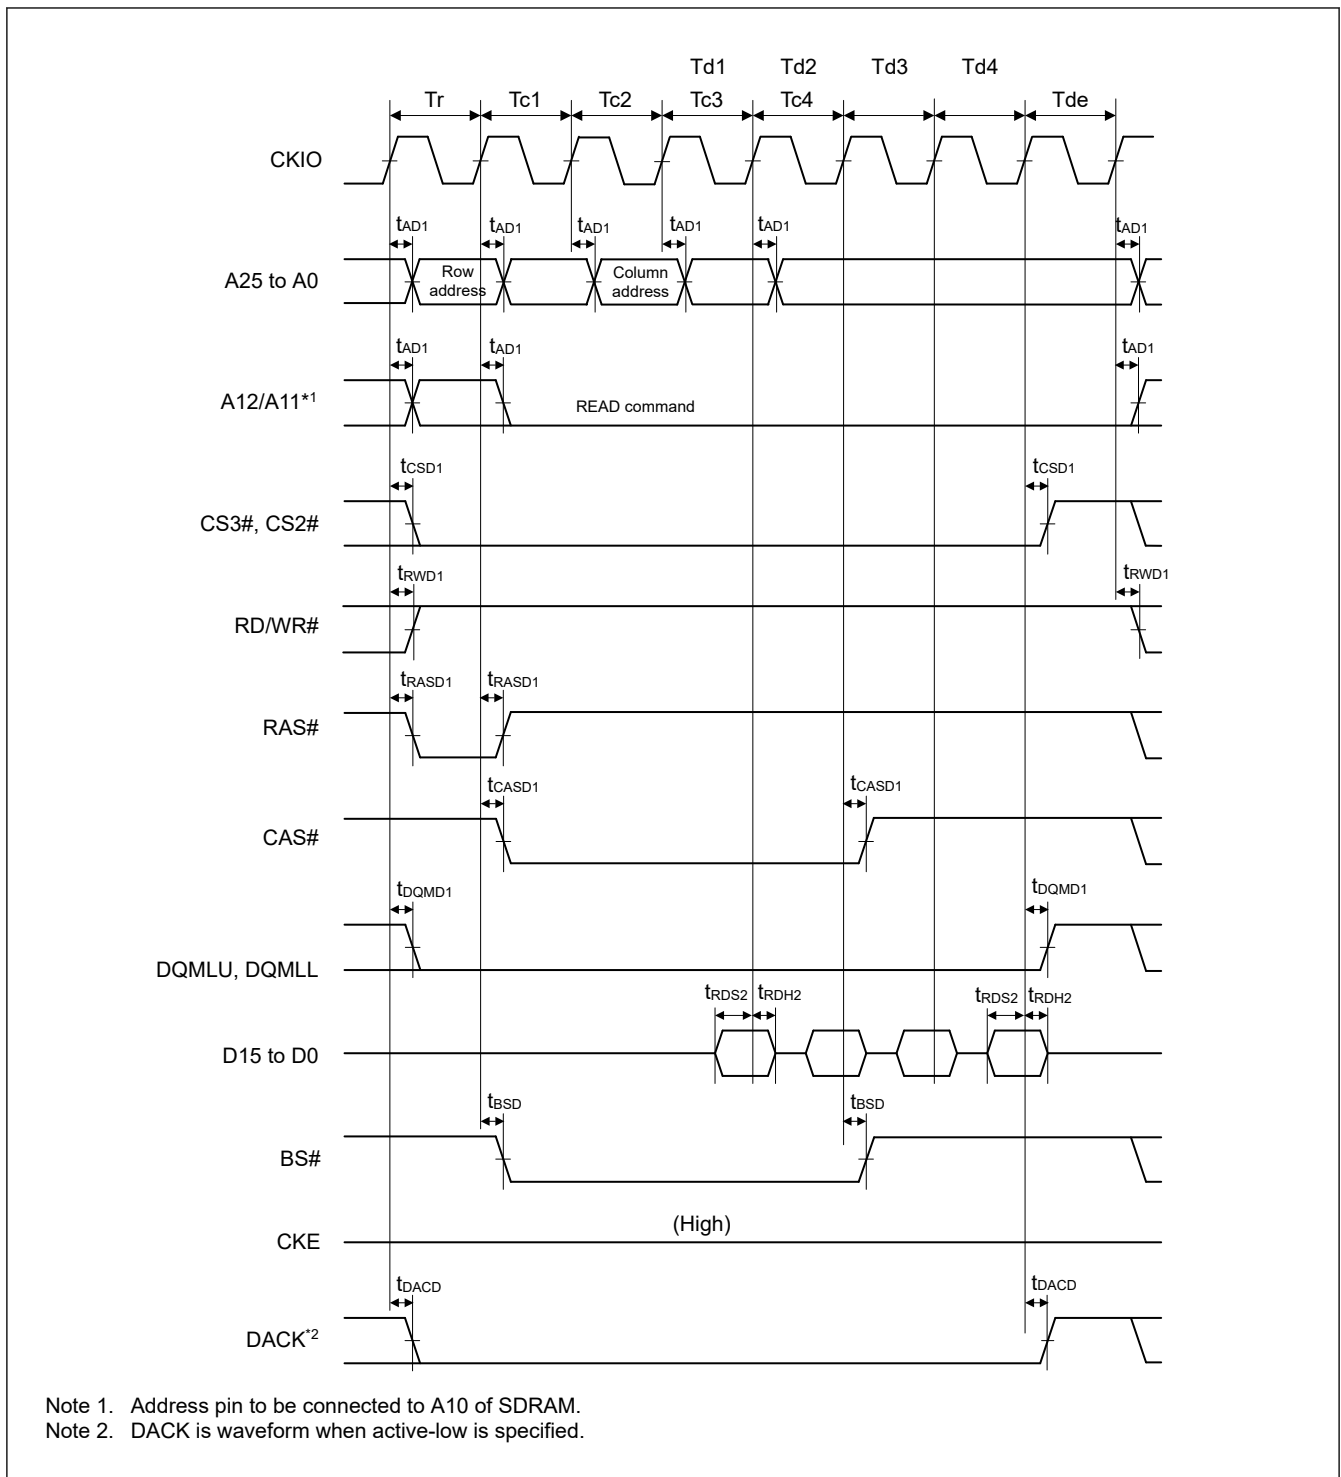 Td1 Td2 Td3 Td4
Tr Tc1 Tc2 Tc3 Tc4 Tde
CKIO
tAD1 tAD1 tAD1 tAD1 tAD1 tAD1
A25 to A0
Row
address
Column
address
tAD1 tAD1 tAD1
A12/A11*1
READ command
tCSD1 tCSD1
CS3#, CS2#
tRWD1 tRWD1
RD/WR#
tRASD1 tRASD1
RAS#
tCASD1 tCASD1
CAS#
tDQMD1 tDQMD1
DQMLU, DQMLL
tRDS2 tRDH2 tRDS2 tRDH2
D15 to D0
tBSD tBSD
BS#
(High)
CKE
tDACD tDACD
DACK*2
Note 1. Address pin to be connected to A10 of SDRAM.
Note 2. DACK is waveform when active-low is specified.